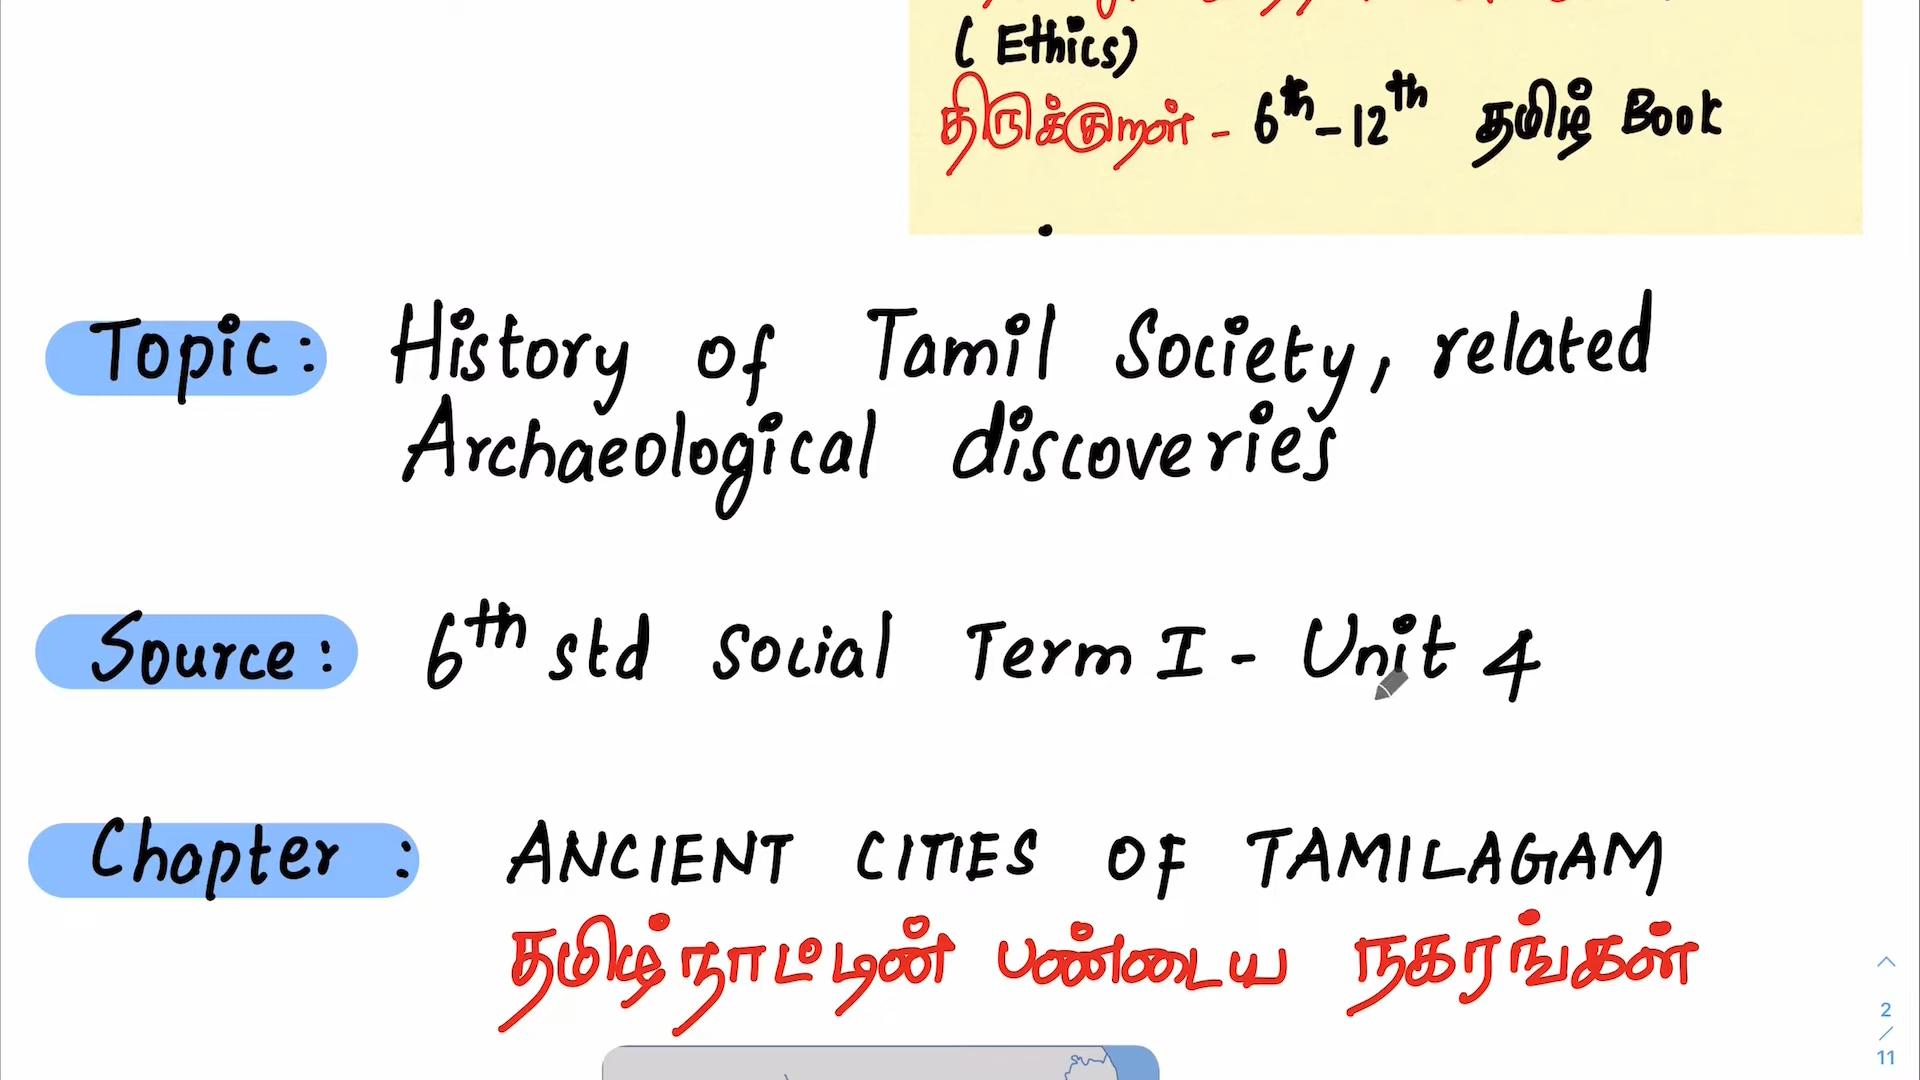 (Ethics)
திருக்குறள் - 6th-12th தமிழ் Book
Topic: History of Tamil Society, related
Archaeological discoveries
Source: 6th std social Term I - Unit 4
Chapter : ANCIENT CITIES OF TAMILAGAM
தமிழ்நாட்டின் பண்டைய நகரங்கள்
2
/
11